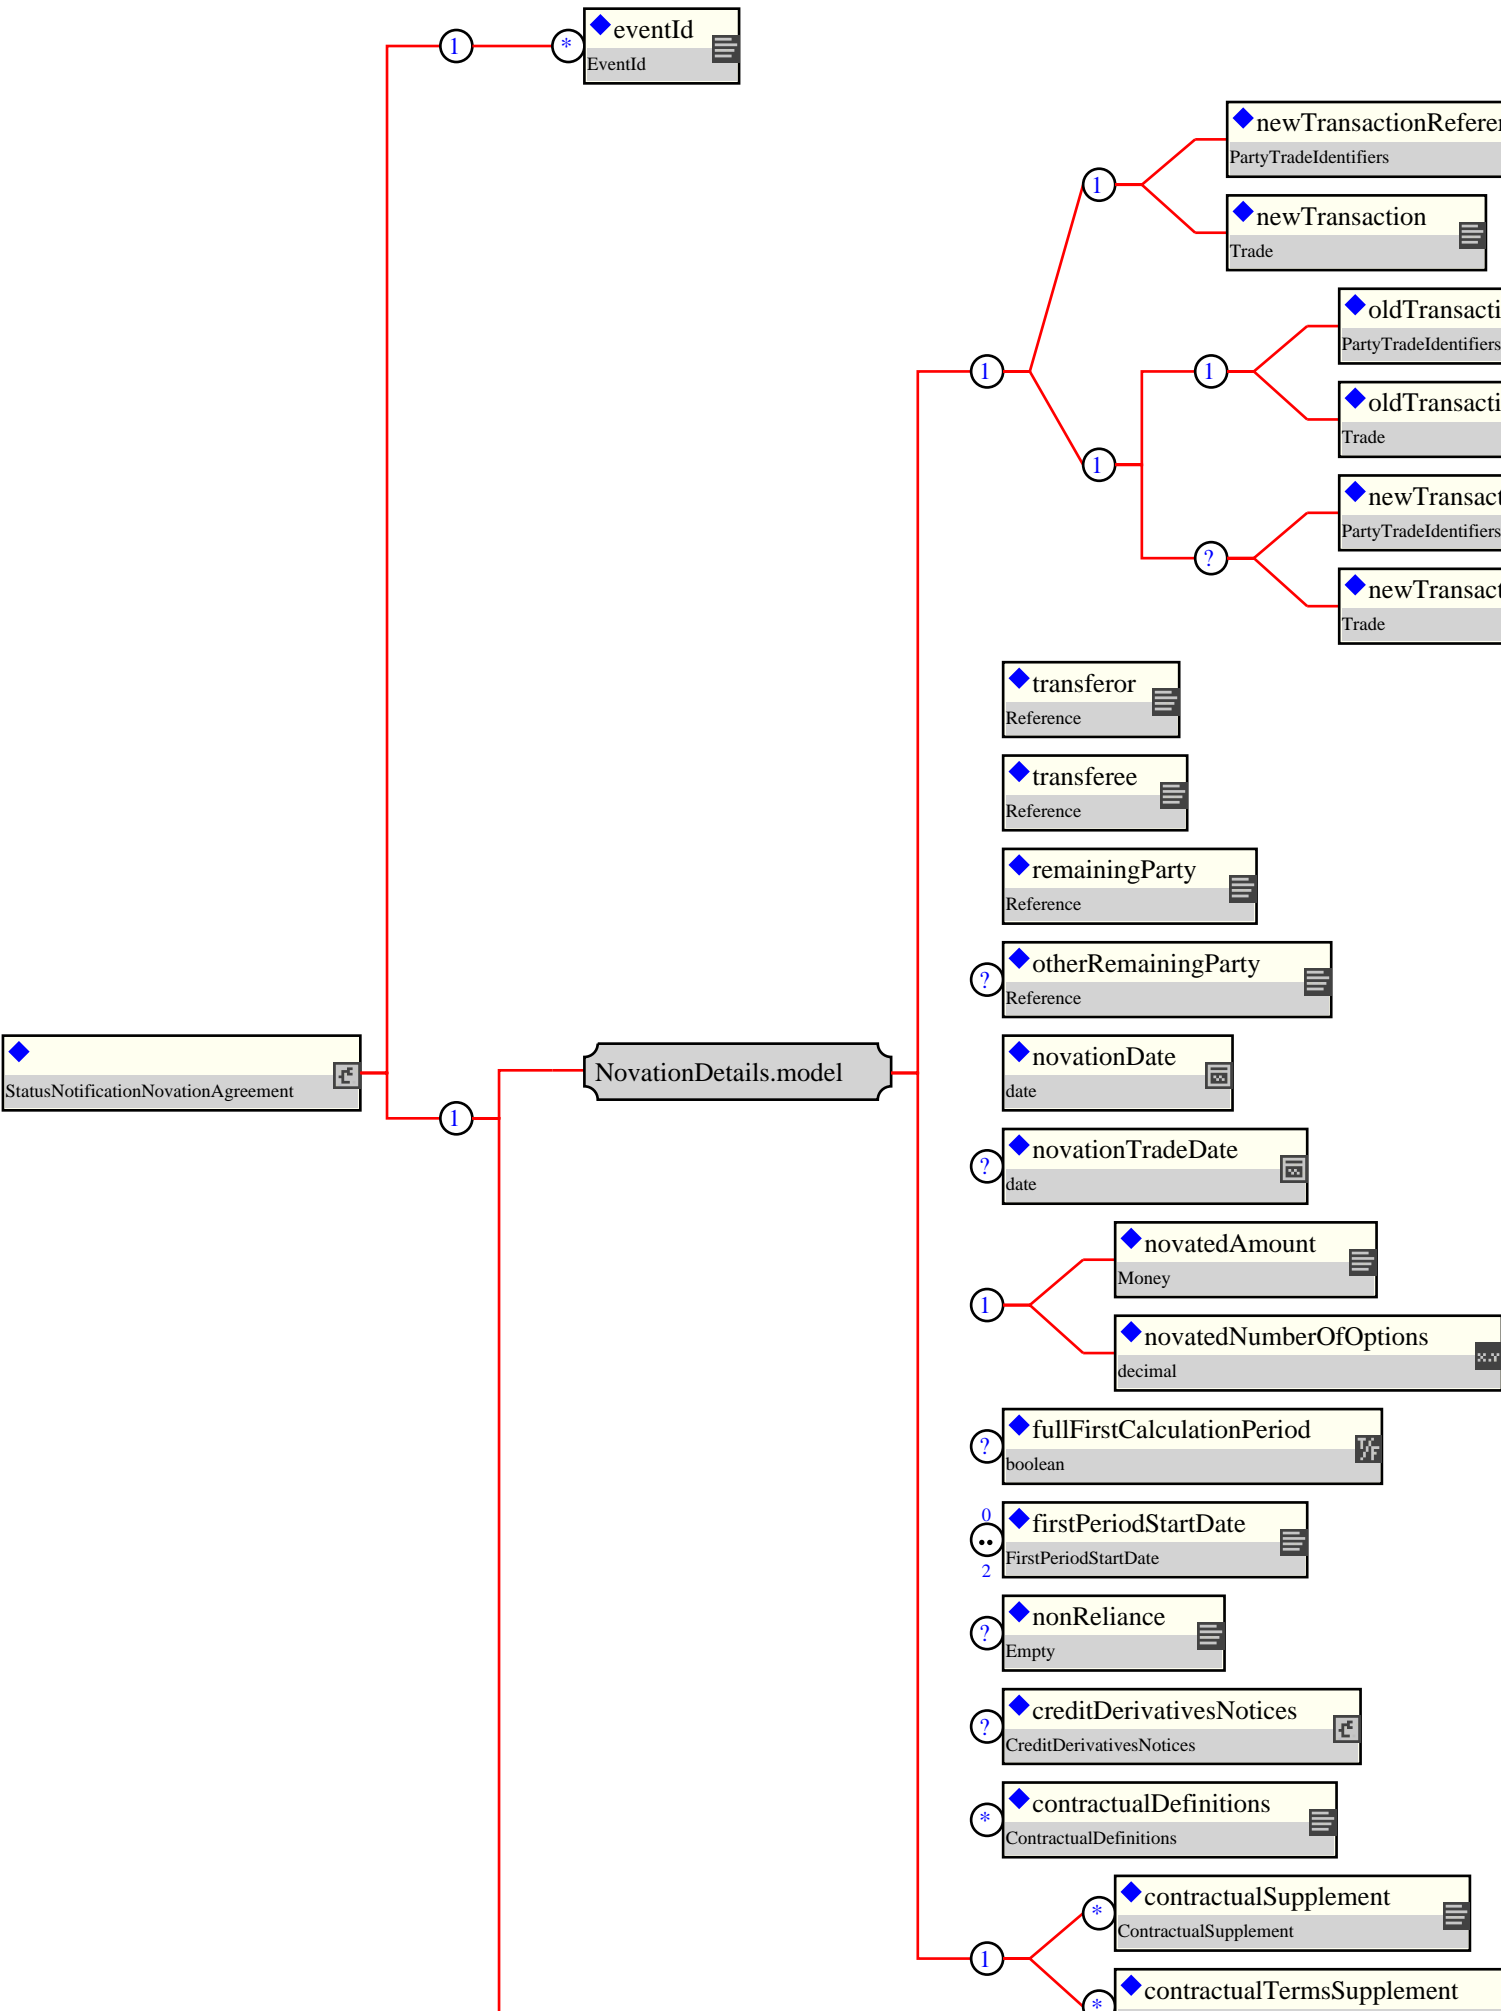 1
*
eventId
EventId
newTransactionRefere
PartyTradeIdentifiers
1
newTransaction
Trade
oldTransacti
PartyTradeIdentifiers
1
1
oldTransacti
Trade
1
newTransact
PartyTradeIdentifiers
?
newTransact
Trade
transferor
Reference
transferee
Reference
remainingParty
Reference
?
otherRemainingParty
Reference
StatusNotificationNovationAgreement
1
NovationDetails.model
novationDate
date
?
novationTradeDate
date
novatedAmount
Money
1
novatedNumberOfOptions
decimal
x.y
?
fullFirstCalculationPeriod
boolean
T/F
0
..
2
firstPeriodStartDate
FirstPeriodStartDate
?
nonReliance
Empty
?
creditDerivativesNotices
CreditDerivativesNotices
*
contractualDefinitions
ContractualDefinitions
*
contractualSupplement
ContractualSupplement
1
*
contractualTermsSupplement